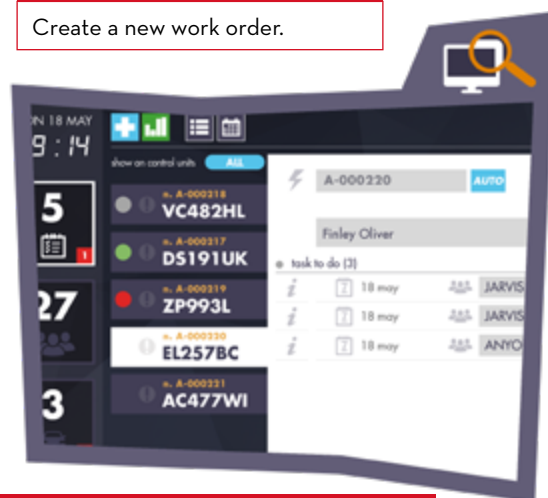 Create a new work order.
ON 18 MAY
9:14
show on control units ALL
5
1
27
3
n. A-000218
VC482HL
n. A-000217
DS191UK
n. A-000219
ZP993L
n. A-000220
EL257BC
n. A-000221
AC477WI
A-000220 AUTO
Finley Oliver
task to do (3)
i 18 may JARVIS
i 18 may JARVIS
i 18 may ANYO